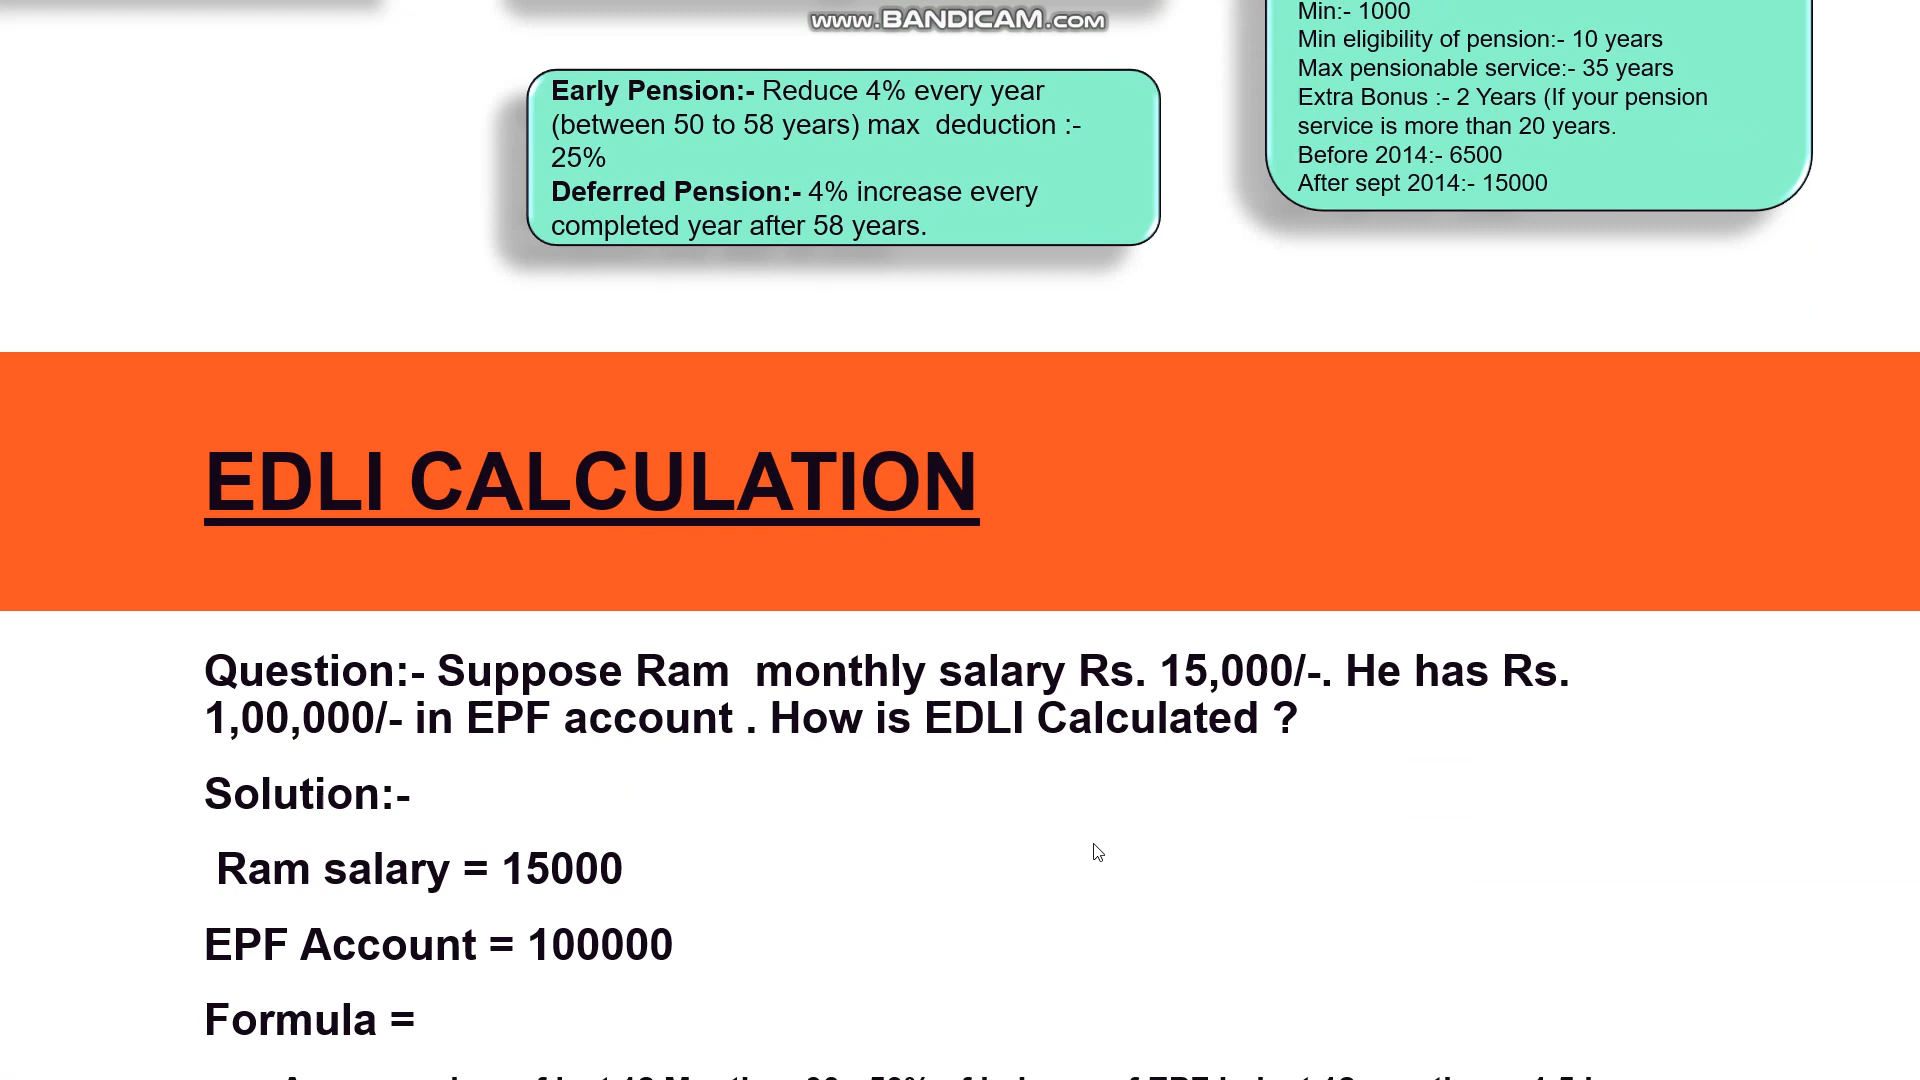 www.BANDICAM.com
Min:- 1000
Min eligibility of pension:- 10 years
Max pensionable service:- 35 years
Extra Bonus :- 2 Years (If your pension
service is more than 20 years.
Before 2014:- 6500
After sept 2014:- 15000
Early Pension:- Reduce 4% every year
(between 50 to 58 years) max deduction :-
25%
Deferred Pension:- 4% increase every
completed year after 58 years.
EDLI CALCULATION
Question:- Suppose Ram monthly salary Rs. 15,000/-. He has Rs.
1,00,000/- in EPF account . How is EDLI Calculated ?
Solution:-
Ram salary = 15000
EPF Account = 100000
Formula =